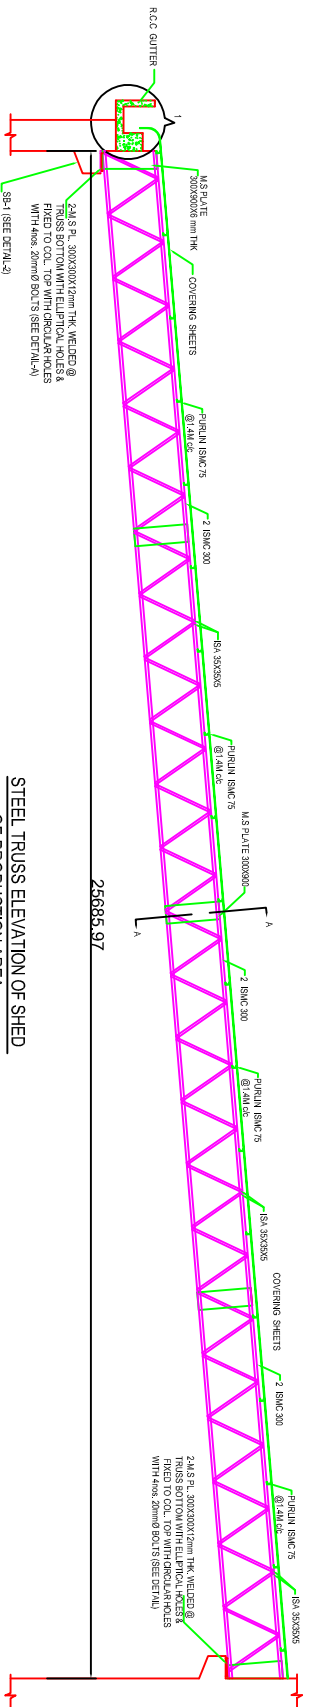 R.C.C GUTTER
1
M.S PLATE
300X900X6 mm THK
COVERING SHEETS
PURLIN ISMC 75
@1.4M c/c
2 ISMC 300
ISA 35X35X5
PURLIN ISMC 75
@1.4M c/c
M.S PLATE 300X900
A
2 ISMC 300
PURLIN ISMC 75
@1.4M c/c
ISA 35X35X5
COVERING SHEETS
2 ISMC 300
PURLIN ISMC 75
@1.4M c/c
ISA 35X35X5
A
SB-1 (SEE DETAIL-2)
2-M.S PL. 300X300X12mm THK. WELDED @
TRUSS BOTTOM WITH ELLIPTICAL HOLES &
FIXED TO COL. TOP WITH CIRCULAR HOLES
WITH 4nos. 20mmØ BOLTS (SEE DETAIL-A)
2-M.S PL. 300X300X12mm THK. WELDED @
TRUSS BOTTOM WITH ELLIPTICAL HOLES &
FIXED TO COL. TOP WITH CIRCULAR HOLES
WITH 4nos. 20mmØ BOLTS (SEE DETAIL)
25685.97
STEEL TRUSS ELEVATION OF SHED